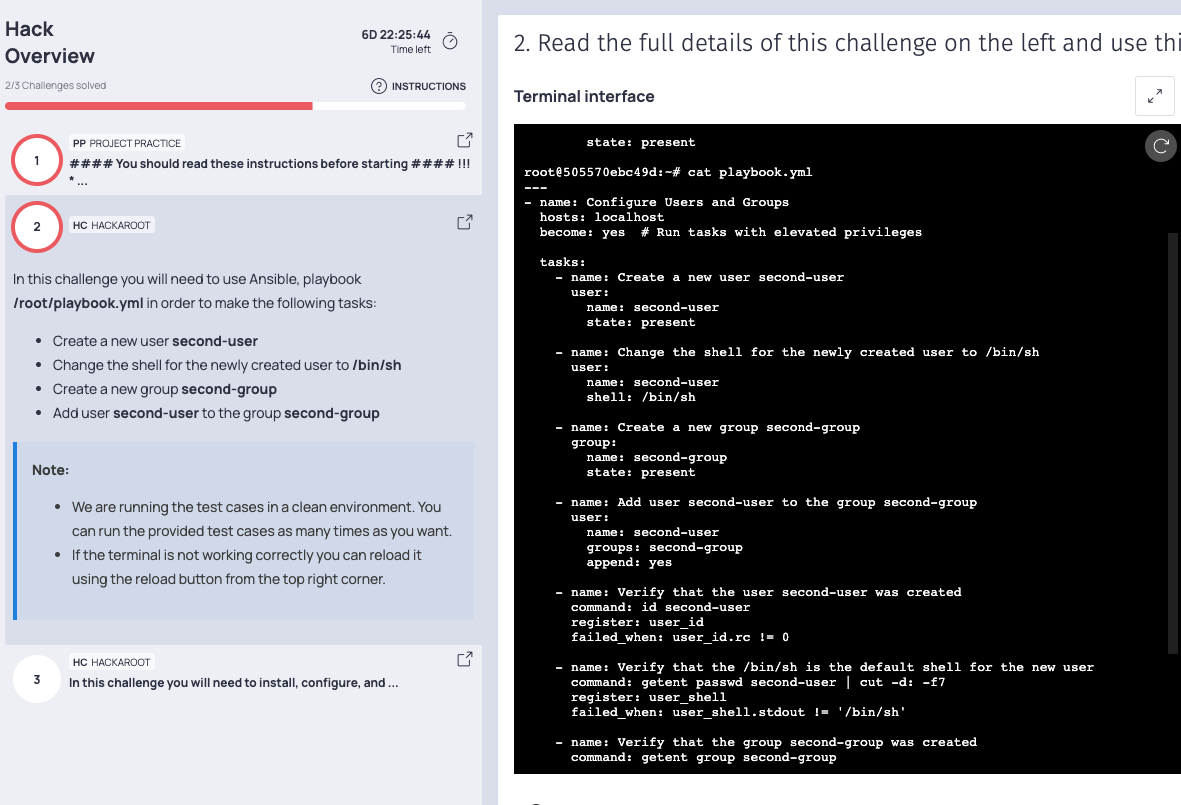 Hack
Overview
6D 22:25:44
Time left
2/3 Challenges solved
? INSTRUCTIONS
1
PP PROJECT PRACTICE
#### You should read these instructions before starting #### !!!
* ...
2
HC HACKAROOT
In this challenge you will need to use Ansible, playbook
/root/playbook.yml in order to make the following tasks:
• Create a new user second-user
• Change the shell for the newly created user to /bin/sh
• Create a new group second-group
• Add user second-user to the group second-group
Note:
• We are running the test cases in a clean environment. You
can run the provided test cases as many times as you want.
• If the terminal is not working correctly you can reload it
using the reload button from the top right corner.
3
HC HACKAROOT
In this challenge you will need to install, configure, and ...
2. Read the full details of this challenge on the left and use thi
Terminal interface
        state: present
root@505570ebc49d:~# cat playbook.yml
---
- name: Configure Users and Groups
  hosts: localhost
  become: yes  # Run tasks with elevated privileges
  tasks:
    - name: Create a new user second-user
      user:
        name: second-user
        state: present
    - name: Change the shell for the newly created user to /bin/sh
      user:
        name: second-user
        shell: /bin/sh
    - name: Create a new group second-group
      group:
        name: second-group
        state: present
    - name: Add user second-user to the group second-group
      user:
        name: second-user
        groups: second-group
        append: yes
    - name: Verify that the user second-user was created
      command: id second-user
      register: user_id
      failed_when: user_id.rc != 0
    - name: Verify that the /bin/sh is the default shell for the new user
      command: getent passwd second-user | cut -d: -f7
      register: user_shell
      failed_when: user_shell.stdout != '/bin/sh'
    - name: Verify that the group second-group was created
      command: getent group second-group